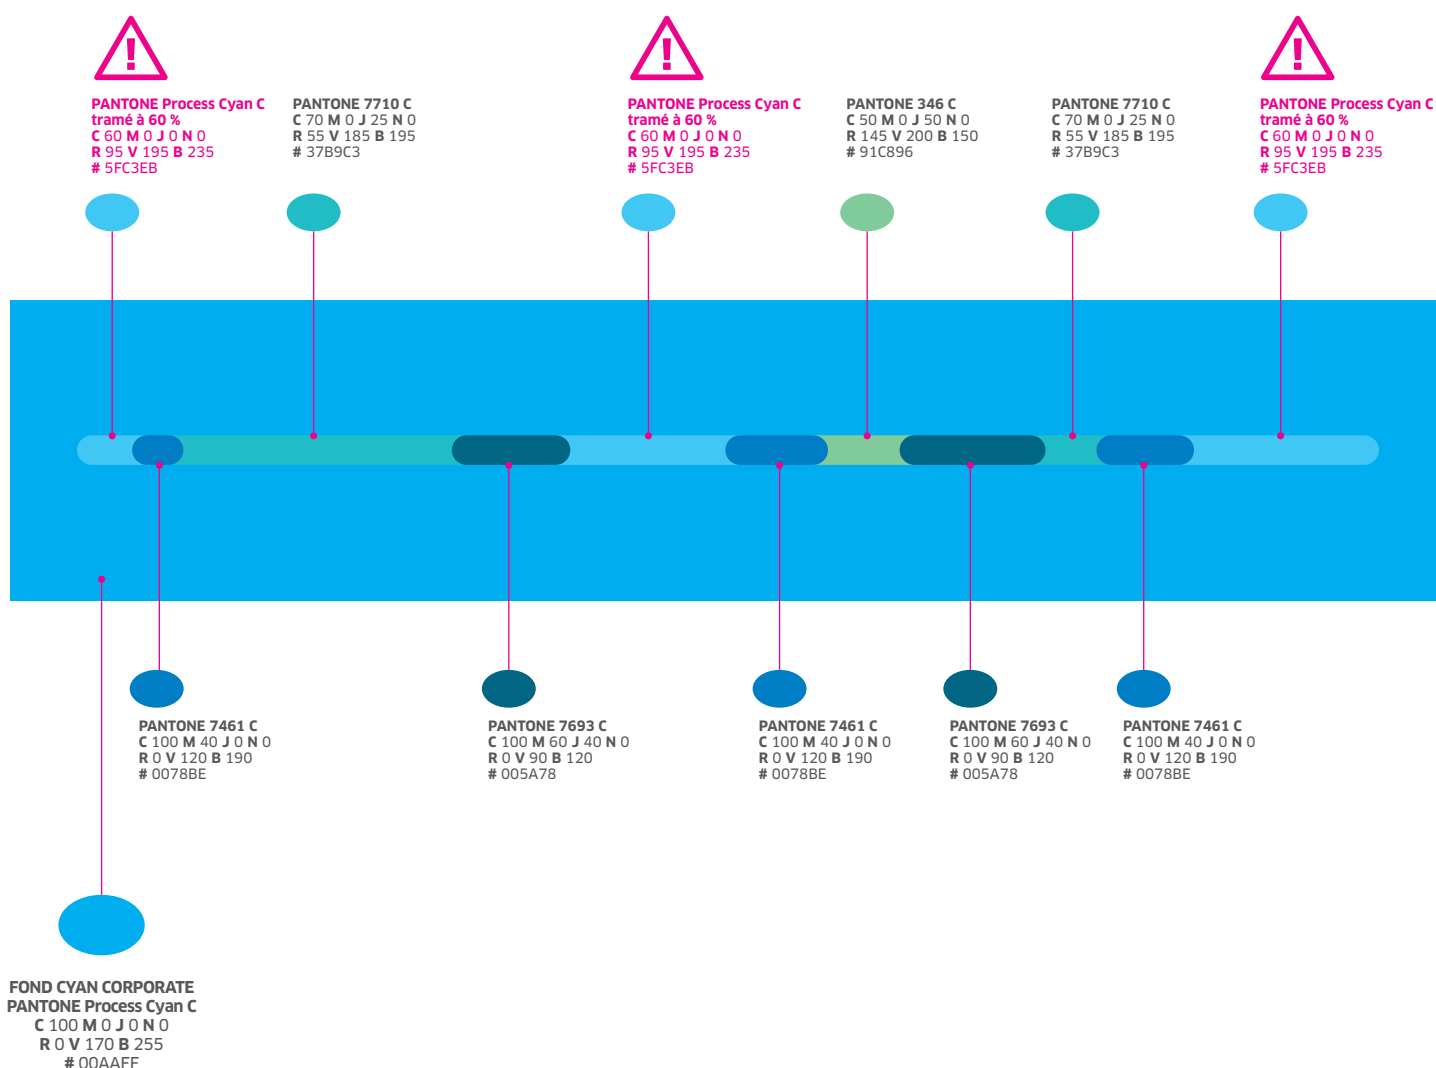 PANTONE Process Cyan C
tramé à 60 %
C 60 M 0 J 0 N 0
R 95 V 195 B 235
# 5FC3EB
PANTONE 7710 C
C 70 M 0 J 25 N 0
R 55 V 185 B 195
# 37B9C3
PANTONE Process Cyan C
tramé à 60 %
C 60 M 0 J 0 N 0
R 95 V 195 B 235
# 5FC3EB
PANTONE 346 C
C 50 M 0 J 50 N 0
R 145 V 200 B 150
# 91C896
PANTONE 7710 C
C 70 M 0 J 25 N 0
R 55 V 185 B 195
# 37B9C3
PANTONE Process Cyan C
tramé à 60 %
C 60 M 0 J 0 N 0
R 95 V 195 B 235
# 5FC3EB
PANTONE 7461 C
C 100 M 40 J 0 N 0
R 0 V 120 B 190
# 0078BE
PANTONE 7693 C
C 100 M 60 J 40 N 0
R 0 V 90 B 120
# 005A78
PANTONE 7461 C
C 100 M 40 J 0 N 0
R 0 V 120 B 190
# 0078BE
PANTONE 7693 C
C 100 M 60 J 40 N 0
R 0 V 90 B 120
# 005A78
PANTONE 7461 C
C 100 M 40 J 0 N 0
R 0 V 120 B 190
# 0078BE
FOND CYAN CORPORATE
PANTONE Process Cyan C
C 100 M 0 J 0 N 0
R 0 V 170 B 255
# 00AAFF